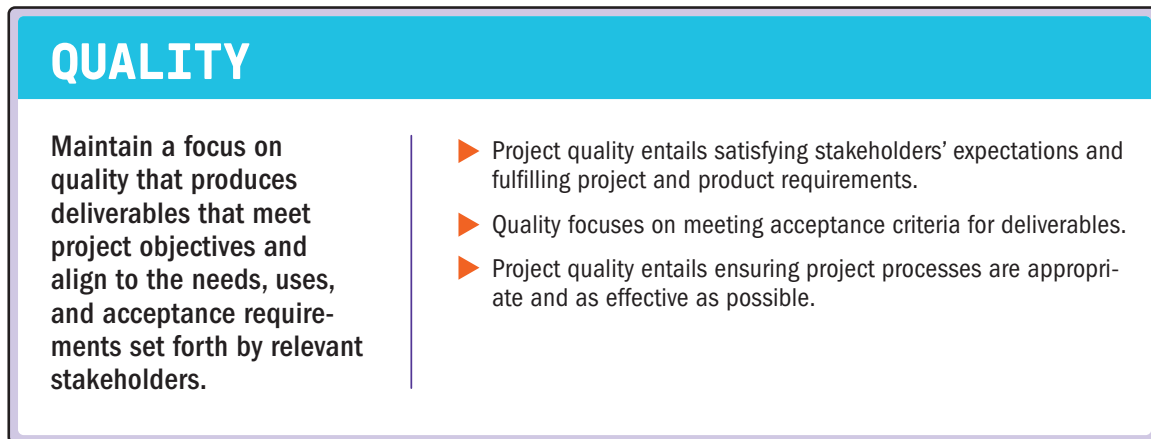 QUALITY
Maintain a focus on
quality that produces
deliverables that meet
project objectives and
align to the needs, uses,
and acceptance require-
ments set forth by relevant
stakeholders.
Project quality entails satisfying stakeholders’ expectations and
fulfilling project and product requirements.
Quality focuses on meeting acceptance criteria for deliverables.
Project quality entails ensuring project processes are appropri-
ate and as effective as possible.